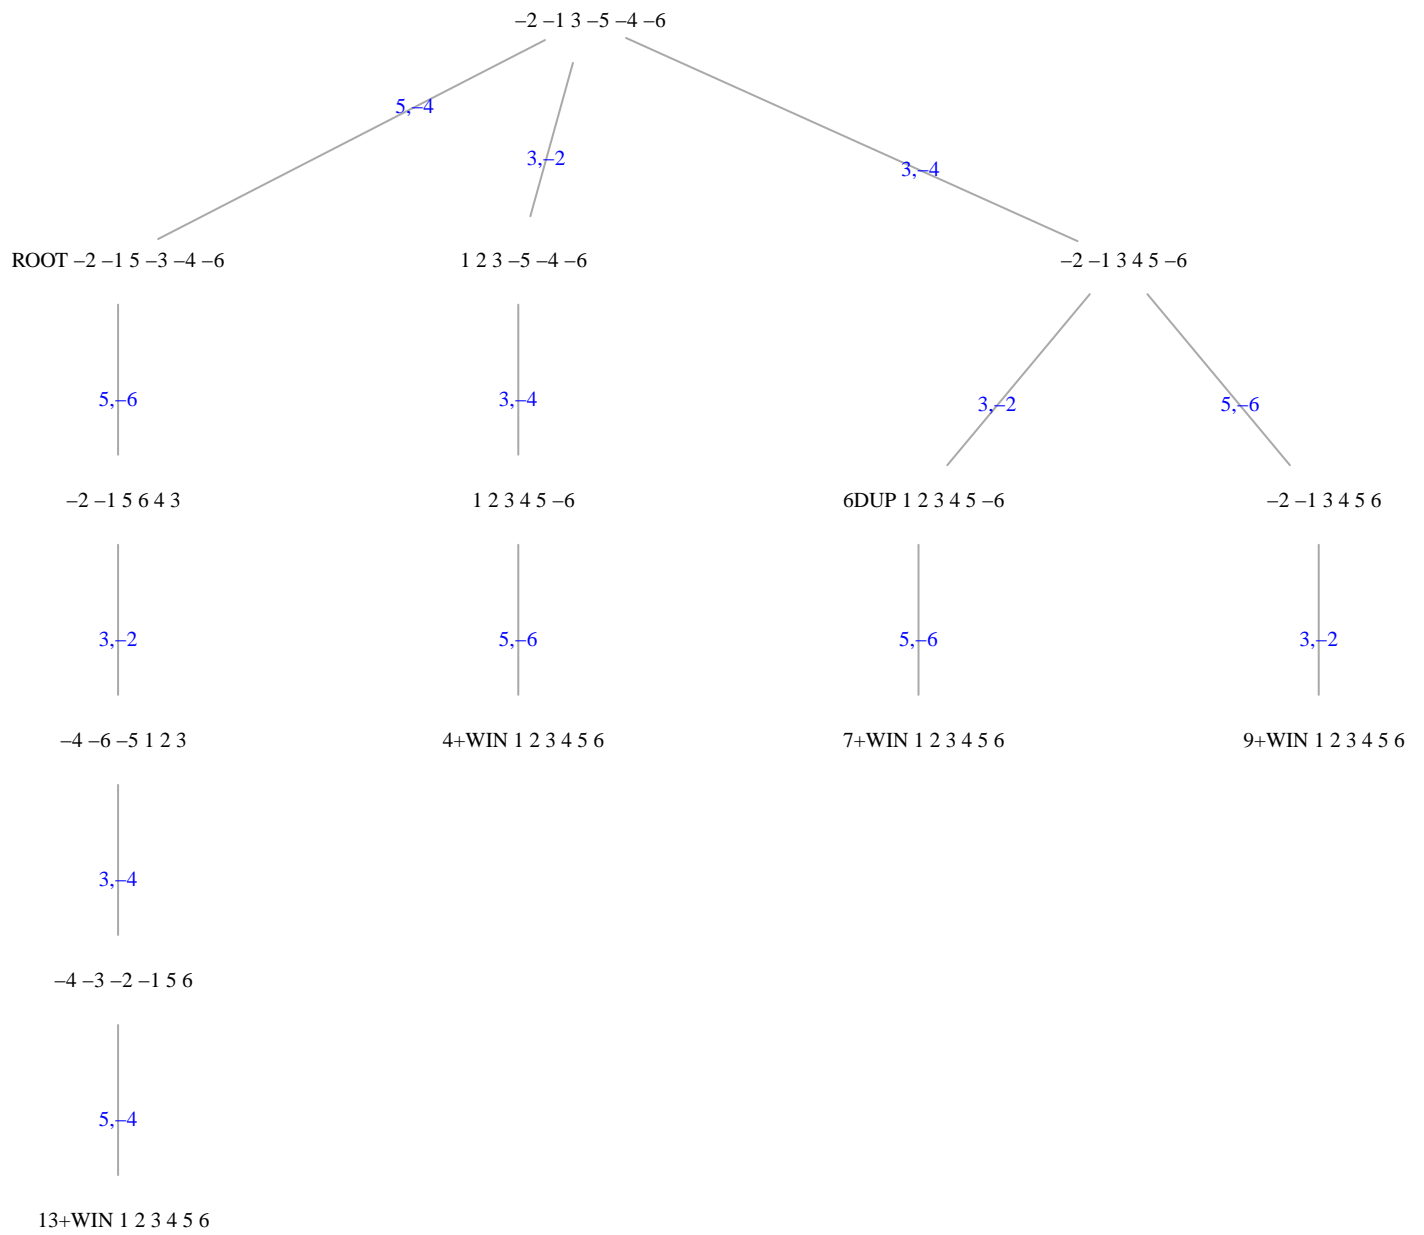 –2 –1 3 –5 –4 –6
5,–4
3,–2
3,–4
ROOT –2 –1 5 –3 –4 –6
1 2 3 –5 –4 –6
–2 –1 3 4 5 –6
5,–6
3,–4
3,–2
5,–6
–2 –1 5 6 4 3
1 2 3 4 5 –6
6DUP 1 2 3 4 5 –6
–2 –1 3 4 5 6
3,–2
5,–6
5,–6
3,–2
–4 –6 –5 1 2 3
4+WIN 1 2 3 4 5 6
7+WIN 1 2 3 4 5 6
9+WIN 1 2 3 4 5 6
3,–4
–4 –3 –2 –1 5 6
5,–4
13+WIN 1 2 3 4 5 6